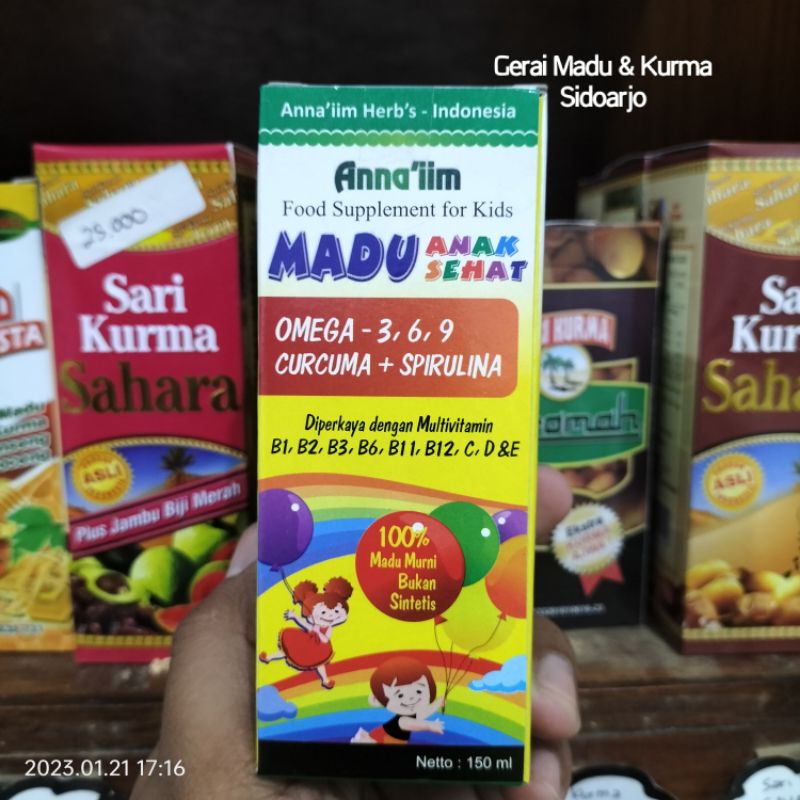 Gerai Madu & Kurma
Sidoarjo
Anna'iim Herb's - Indonesia
Anna'iim
Food Supplement for Kids
MADU ANAK SEHAT
OMEGA - 3, 6, 9
CURCUMA + SPIRULINA
Diperkaya dengan Multivitamin
B1, B2, B3, B6, B11, B12, C, D & E
100%
Madu Murni
Bukan
Sintetis
Netto : 150 ml
25.000
Sari
Kurma
Sahara
ASLI
Plus Jambu Biji Merah
KURMA
ASLI
2023.01.21 17:16